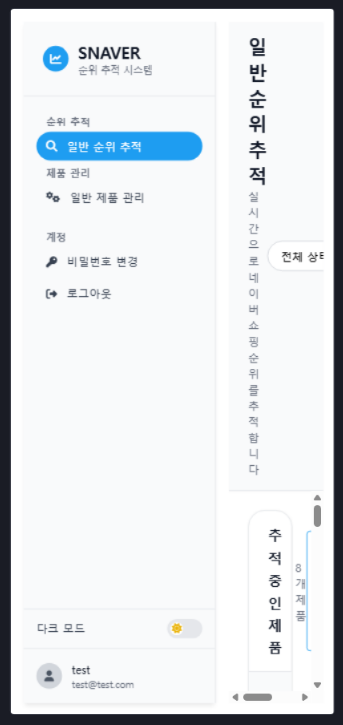 SNAVER
순위 추적 시스템
순위 추적
일반 순위 추적
제품 관리
일반 제품 관리
계정
비밀번호 변경
로그아웃
다크 모드
test
test@test.com
일
반
순
위
추
적
실
시
간
으
로
네
이
버
쇼
핑
순
위
를
추
적
합
니
다
전체 상태
추
적
중
인
제
품
8
개
제
품